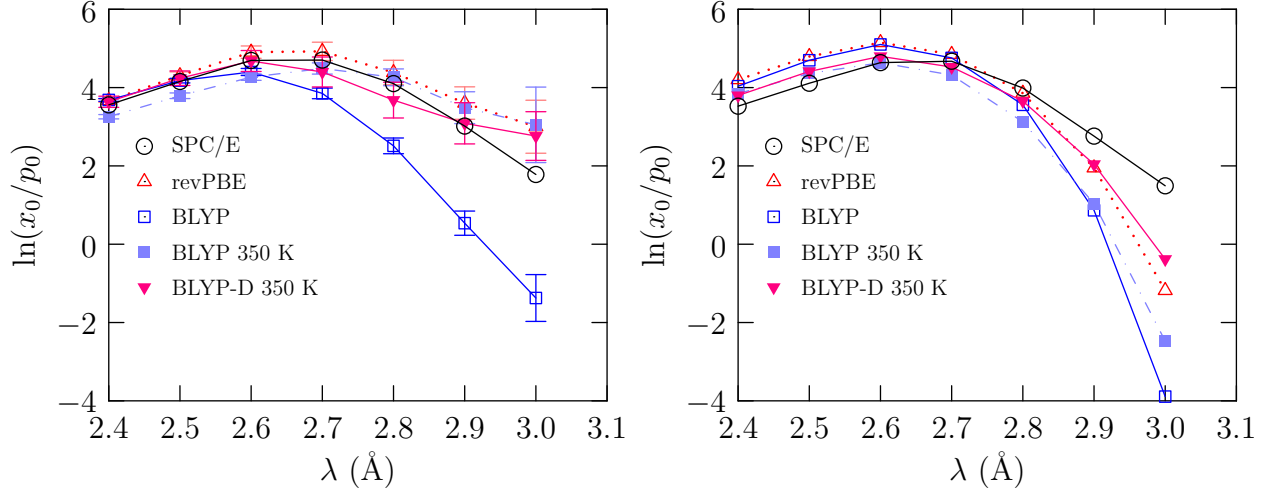 ln(x₀/p₀)
6
4
2
0
−2
−4
SPC/E
revPBE
BLYP
BLYP 350 K
BLYP-D 350 K
2.4 2.5 2.6 2.7 2.8 2.9 3.0 3.1
λ (Å)
ln(x₀/p₀)
6
4
2
0
−2
−4
SPC/E
revPBE
BLYP
BLYP 350 K
BLYP-D 350 K
2.4 2.5 2.6 2.7 2.8 2.9 3.0 3.1
λ (Å)